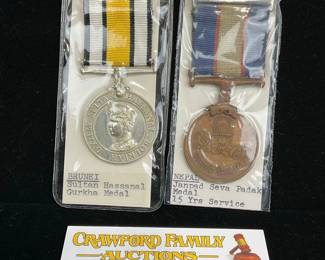 BRUNEI
Sultan Hassanal
Gurkha Medal
NEPAL
Janpad Seva Padak
Medal
15 Yrs Service
CRAWFORD FAMILY
AUCTIONS